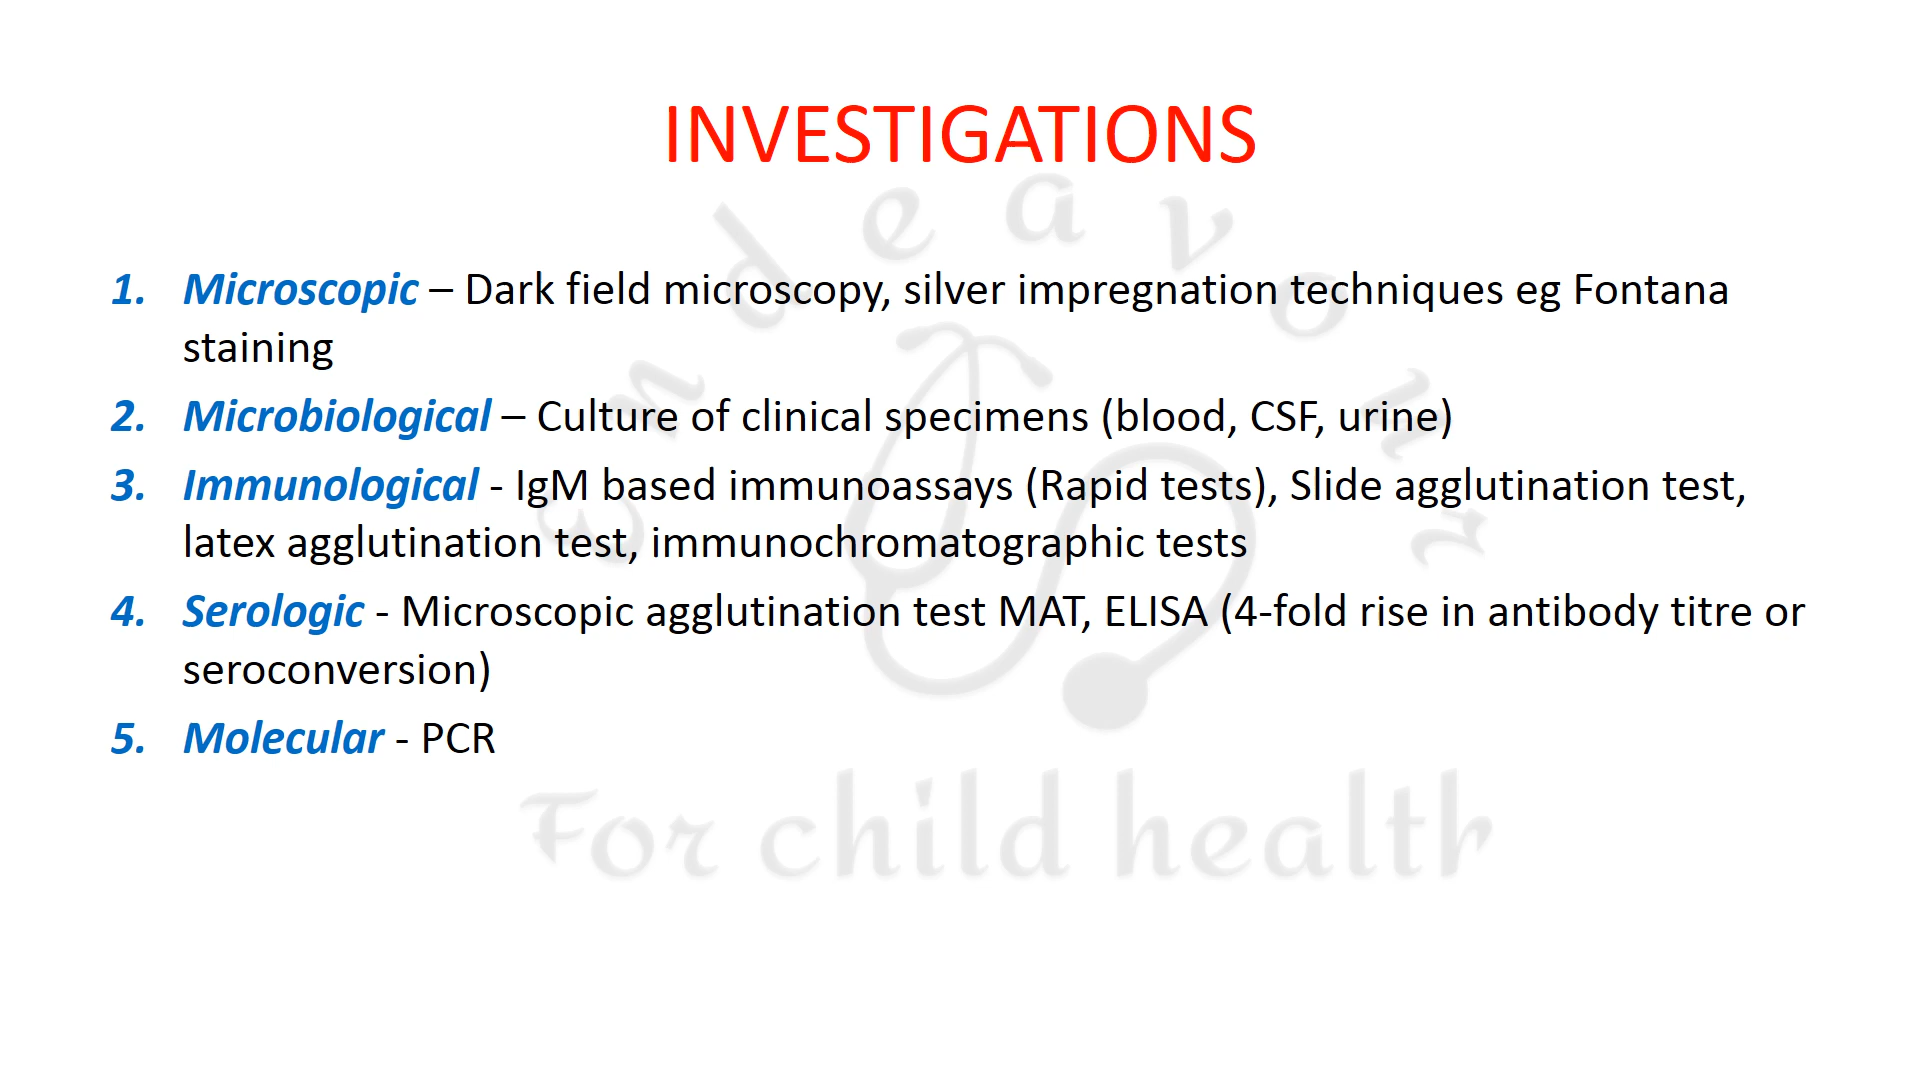 INVESTIGATIONS
1. Microscopic – Dark field microscopy, silver impregnation techniques eg Fontana
staining
2. Microbiological – Culture of clinical specimens (blood, CSF, urine)
3. Immunological - IgM based immunoassays (Rapid tests), Slide agglutination test,
latex agglutination test, immunochromatographic tests
4. Serologic - Microscopic agglutination test MAT, ELISA (4-fold rise in antibody titre or
seroconversion)
5. Molecular - PCR
Endeavour
For child health